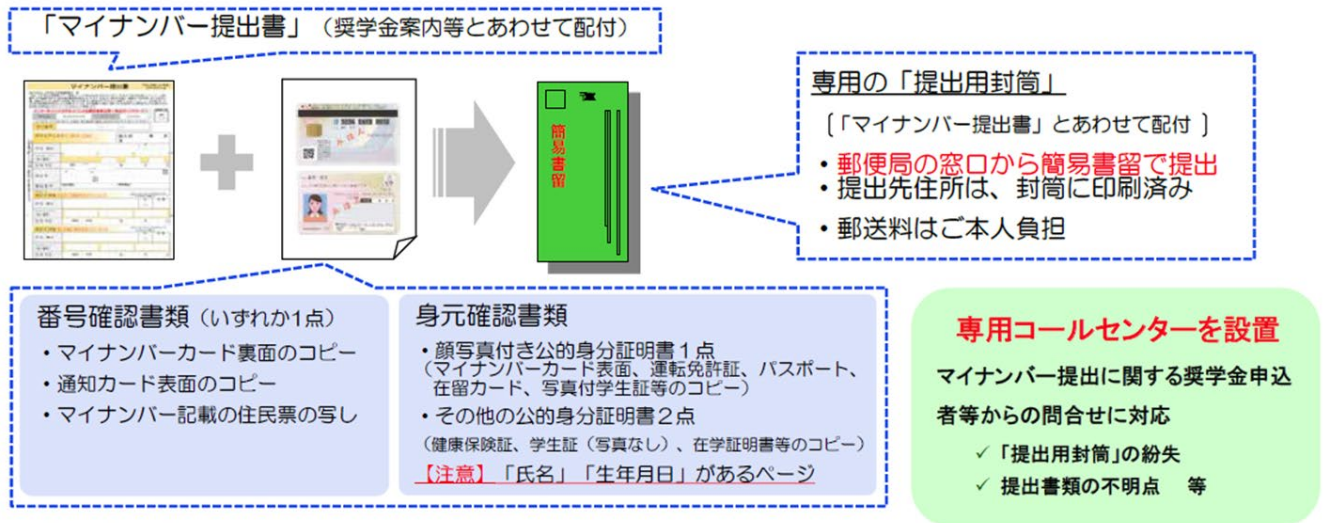 「マイナンバー提出書」（奨学金案内等とあわせて配付）
マイナンバー提出書
簡易書留
専用の「提出用封筒」
〔「マイナンバー提出書」とあわせて配付 〕
・郵便局の窓口から簡易書留で提出
・提出先住所は、封筒に印刷済み
・郵送料はご本人負担
番号確認書類（いずれか1点）
・マイナンバーカード裏面のコピー
・通知カード表面のコピー
・マイナンバー記載の住民票の写し
身元確認書類
・顔写真付き公的身分証明書１点
（マイナンバーカード表面、運転免許証、パスポート、
在留カード、写真付学生証等のコピー）
・その他の公的身分証明書２点
（健康保険証、学生証（写真なし）、在学証明書等のコピー）
【注意】「氏名」「生年月日」があるページ
専用コールセンターを設置
マイナンバー提出に関する奨学金申込
者等からの問合せに対応
✓ 「提出用封筒」の紛失
✓ 提出書類の不明点　等